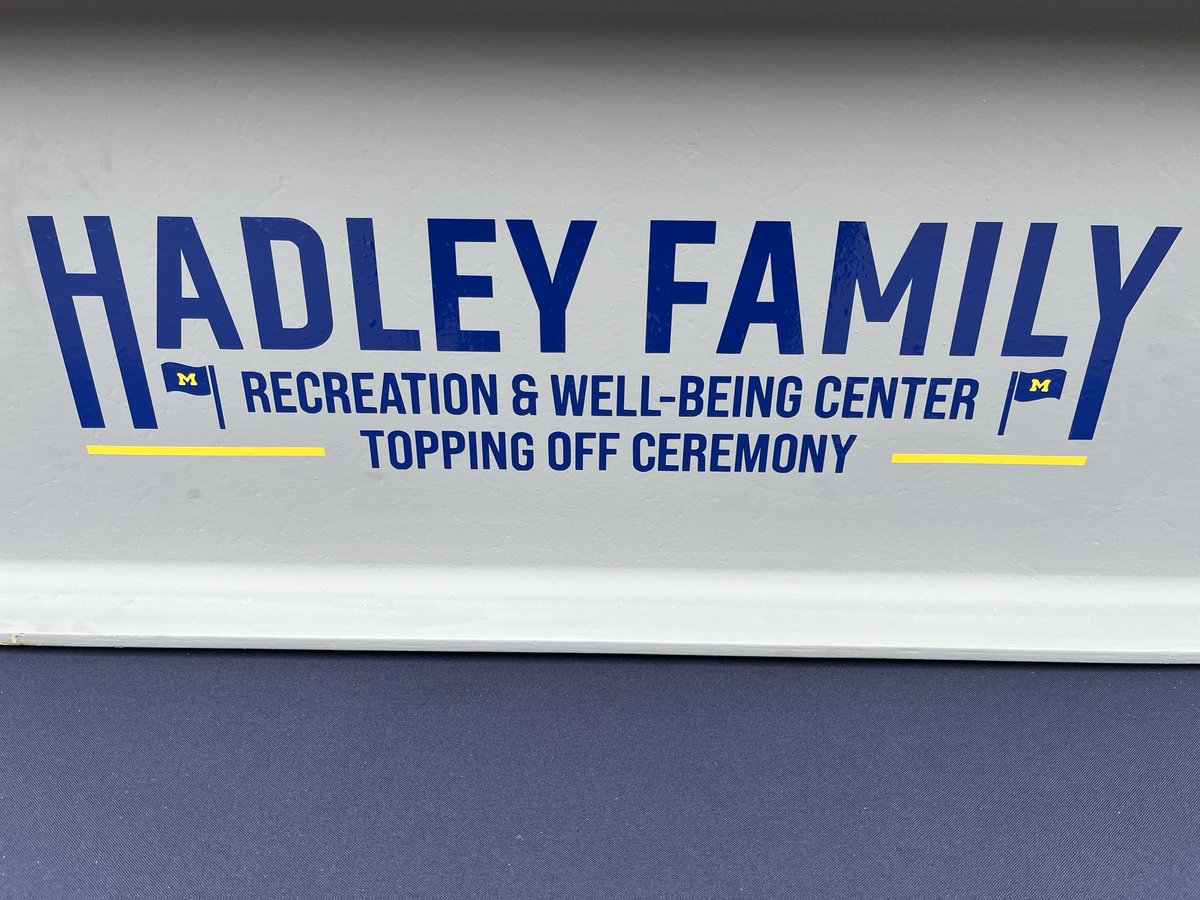 HADLEY FAMILY
M RECREATION & WELL-BEING CENTER M
TOPPING OFF CEREMONY